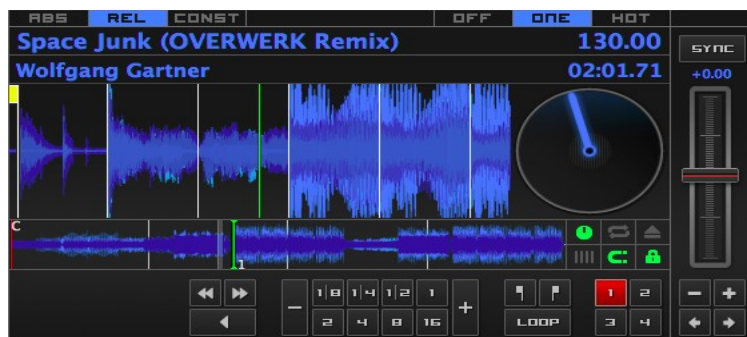 ABS REL CONST OFF ONE HOT
Space Junk (OVERWERK Remix) 130.00
SYNC
Wolfgang Gartner 02:01.71
+0.00
C
1
1|8 1|4 1|2 1
1 2
2 4 8 16
LOOP
3 4